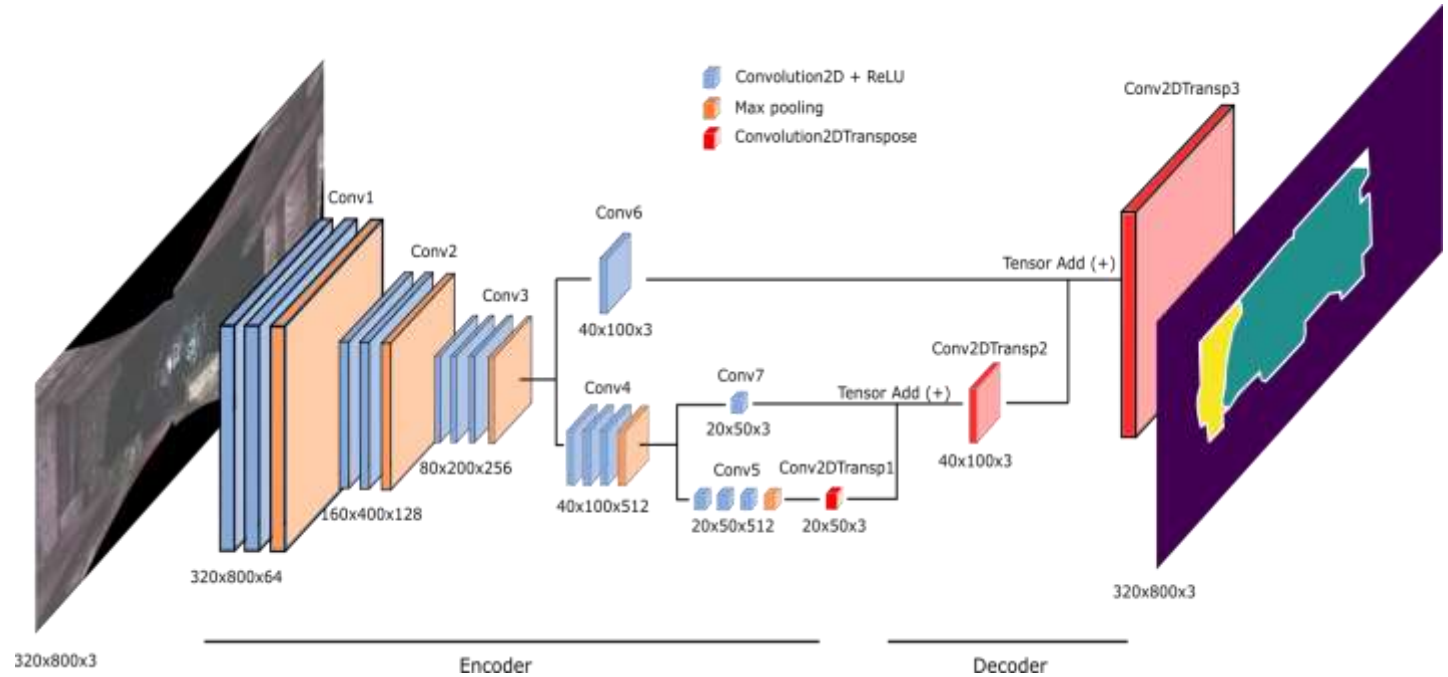 Convolution2D + ReLU
Max pooling
Convolution2DTranspose
Conv2DTransp3
Conv1
Conv6
Conv2
Tensor Add (+)
Conv3
40x100x3
Conv2DTransp2
Conv4
Conv7
Tensor Add (+)
20x50x3
80x200x256
Conv5
Conv2DTransp1
40x100x3
40x100x512
160x400x128
20x50x512
20x50x3
320x800x64
320x800x3
320x800x3
Encoder
Decoder